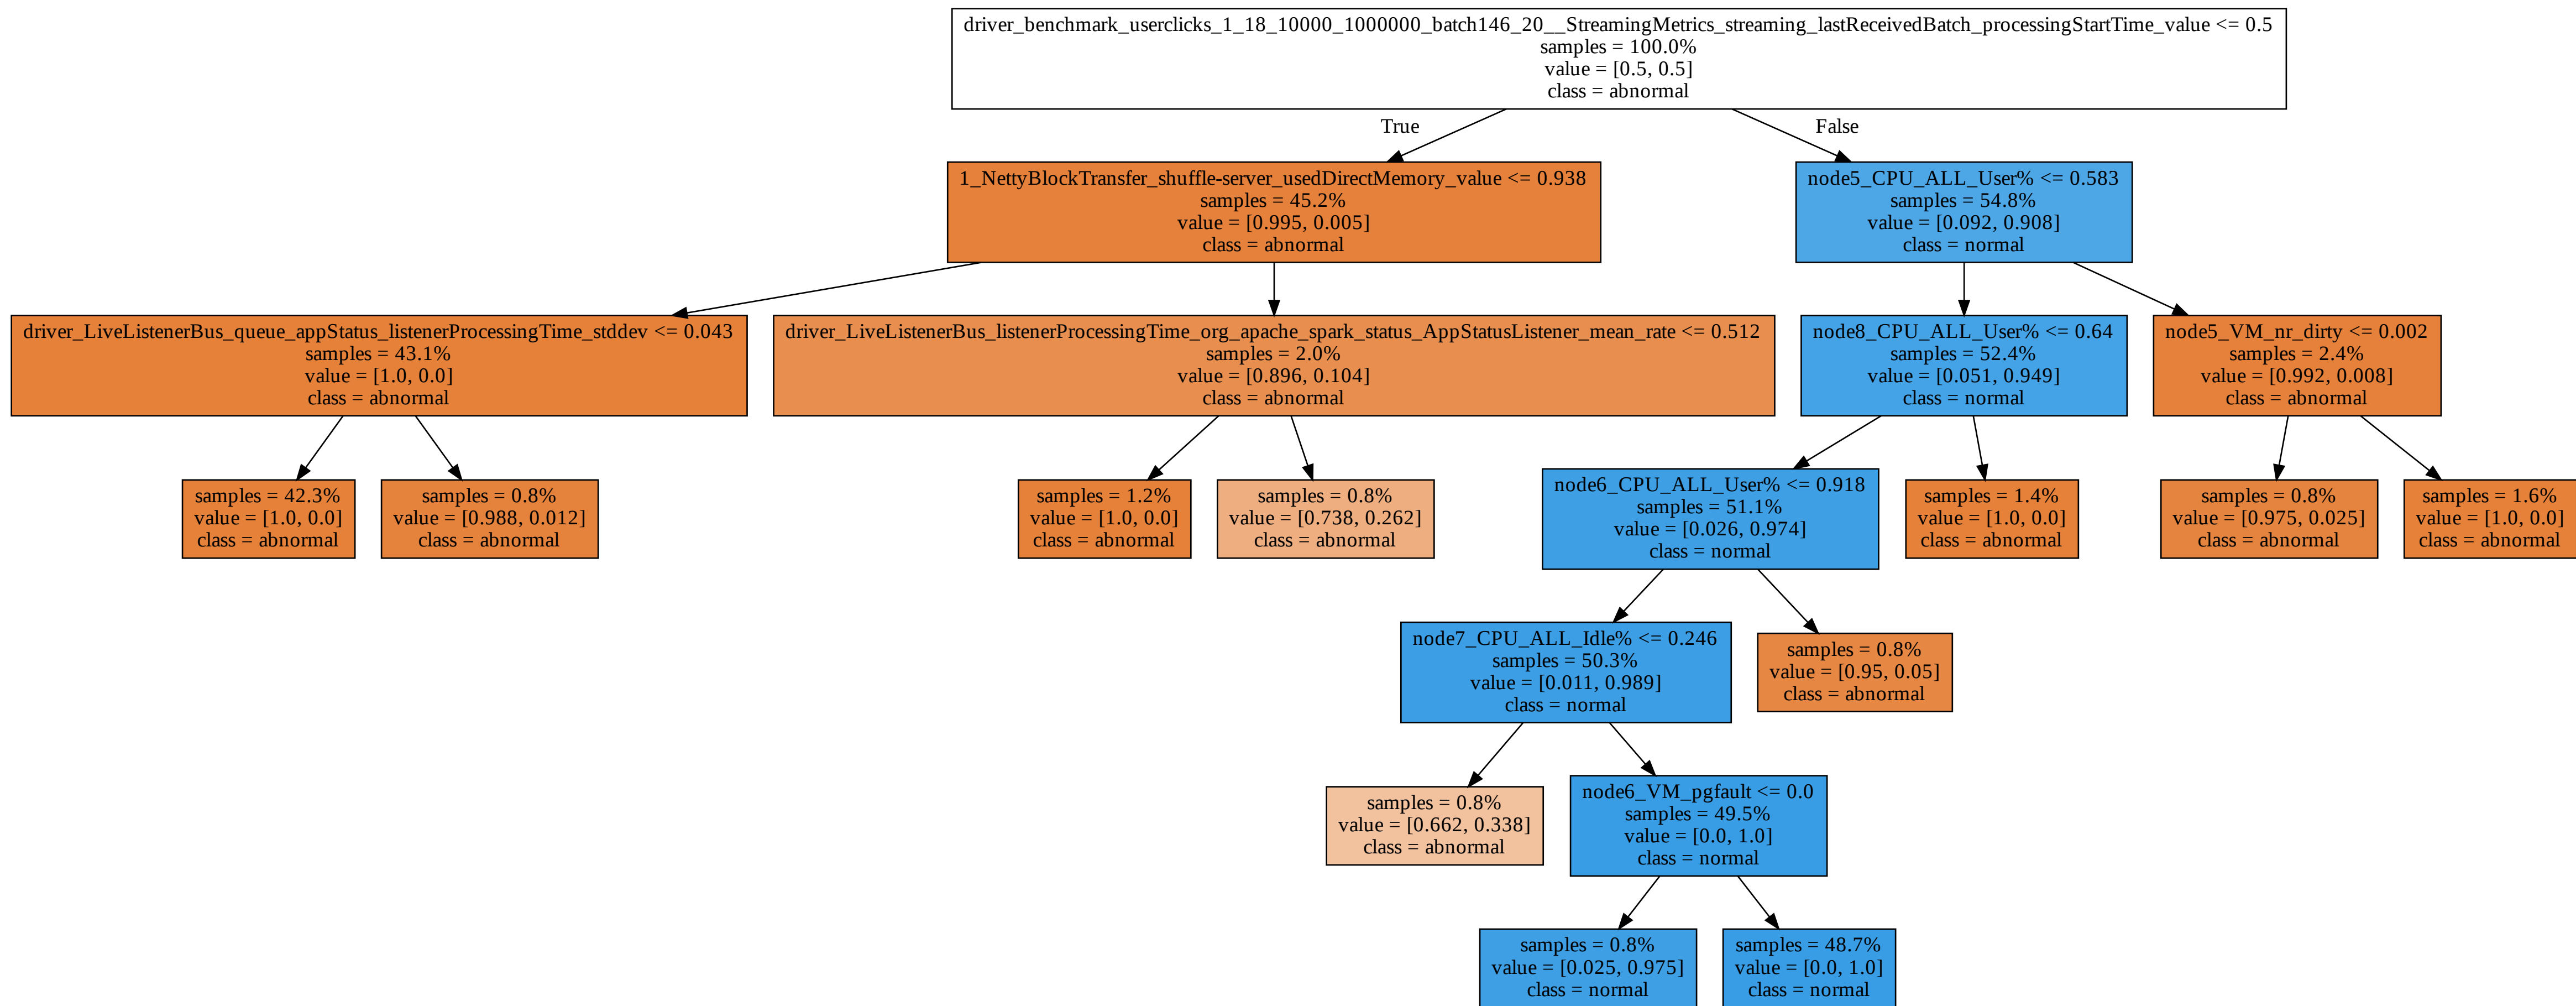 driver_benchmark_userclicks_1_18_10000_1000000_batch146_20__StreamingMetrics_streaming_lastReceivedBatch_processingStartTime_value <= 0.5
samples = 100.0%
value = [0.5, 0.5]
class = abnormal
True
False
1_NettyBlockTransfer_shuffle-server_usedDirectMemory_value <= 0.938
samples = 45.2%
value = [0.995, 0.005]
class = abnormal
node5_CPU_ALL_User% <= 0.583
samples = 54.8%
value = [0.092, 0.908]
class = normal
driver_LiveListenerBus_queue_appStatus_listenerProcessingTime_stddev <= 0.043
samples = 43.1%
value = [1.0, 0.0]
class = abnormal
driver_LiveListenerBus_listenerProcessingTime_org_apache_spark_status_AppStatusListener_mean_rate <= 0.512
samples = 2.0%
value = [0.896, 0.104]
class = abnormal
node8_CPU_ALL_User% <= 0.64
samples = 52.4%
value = [0.051, 0.949]
class = normal
node5_VM_nr_dirty <= 0.002
samples = 2.4%
value = [0.992, 0.008]
class = abnormal
samples = 42.3%
value = [1.0, 0.0]
class = abnormal
samples = 0.8%
value = [0.988, 0.012]
class = abnormal
samples = 1.2%
value = [1.0, 0.0]
class = abnormal
samples = 0.8%
value = [0.738, 0.262]
class = abnormal
node6_CPU_ALL_User% <= 0.918
samples = 51.1%
value = [0.026, 0.974]
class = normal
samples = 1.4%
value = [1.0, 0.0]
class = abnormal
samples = 0.8%
value = [0.975, 0.025]
class = abnormal
samples = 1.6%
value = [1.0, 0.0]
class = abnormal
node7_CPU_ALL_Idle% <= 0.246
samples = 50.3%
value = [0.011, 0.989]
class = normal
samples = 0.8%
value = [0.95, 0.05]
class = abnormal
samples = 0.8%
value = [0.662, 0.338]
class = abnormal
node6_VM_pgfault <= 0.0
samples = 49.5%
value = [0.0, 1.0]
class = normal
samples = 0.8%
value = [0.025, 0.975]
class = normal
samples = 48.7%
value = [0.0, 1.0]
class = normal